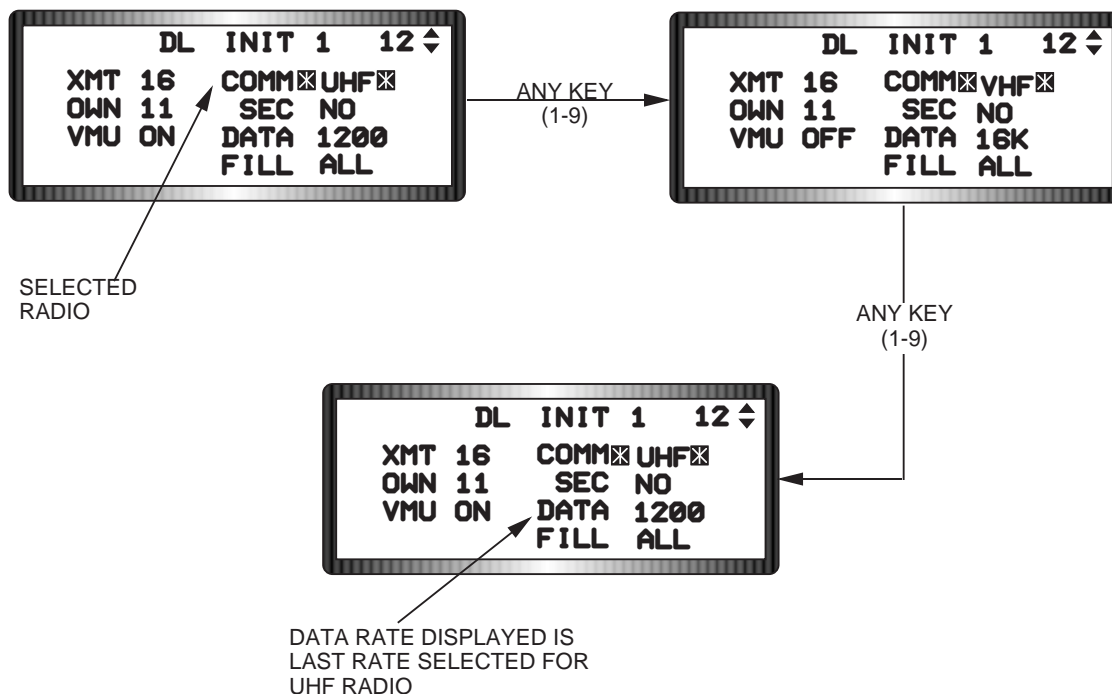 DL INIT 1 12
XMT 16 COMM UHF
OWN 11 SEC NO
VMU ON DATA 1200
FILL ALL
ANY KEY
(1-9)
DL INIT 1 12
XMT 16 COMM VHF
OWN 11 SEC NO
VMU OFF DATA 16K
FILL ALL
SELECTED
RADIO
ANY KEY
(1-9)
DL INIT 1 12
XMT 16 COMM UHF
OWN 11 SEC NO
VMU ON DATA 1200
FILL ALL
DATA RATE DISPLAYED IS
LAST RATE SELECTED FOR
UHF RADIO